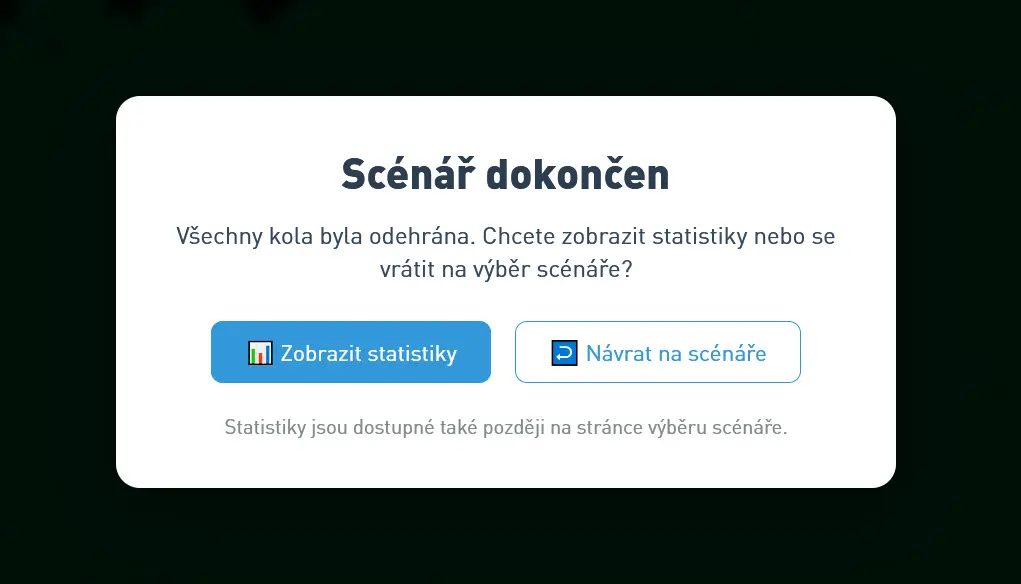 Scénář dokončen
Všechny kola byla odehrána. Chcete zobrazit statistiky nebo se
vrátit na výběr scénáře?
Zobrazit statistiky
Návrat na scénáře
Statistiky jsou dostupné také později na stránce výběru scénáře.